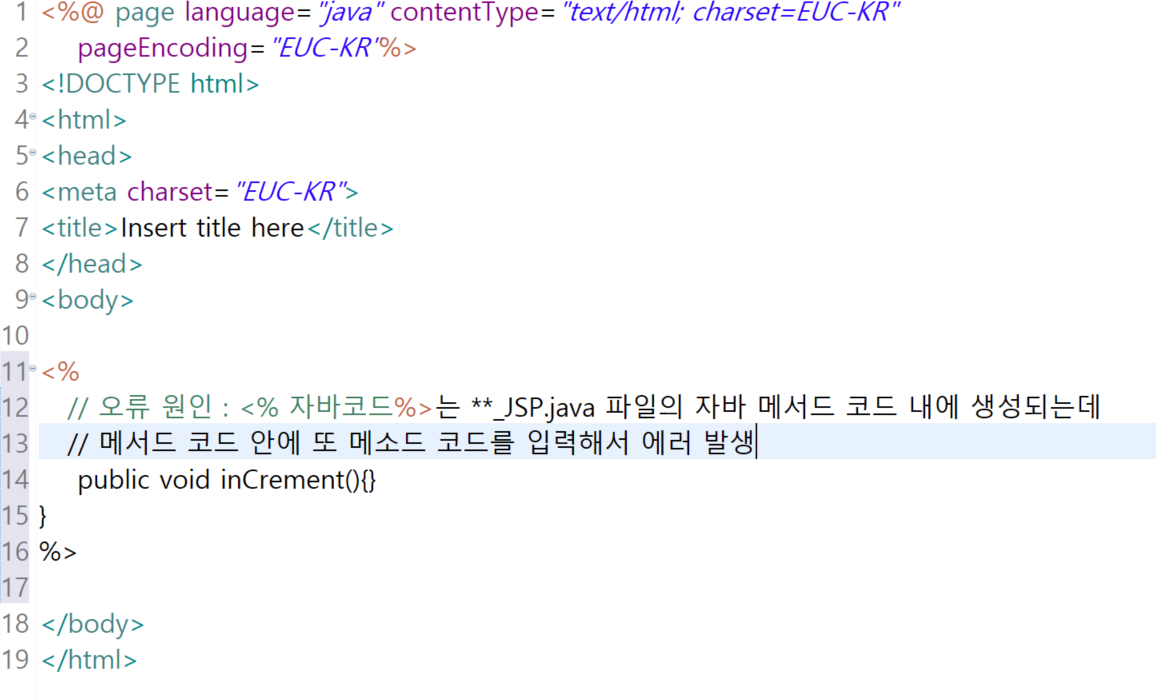 1 <%@ page language="java" contentType="text/html; charset=EUC-KR"
2 pageEncoding="EUC-KR"%>
3 <!DOCTYPE html>
4 <html>
5 <head>
6 <meta charset="EUC-KR">
7 <title>Insert title here</title>
8 </head>
9 <body>
10
11 <%
12 // 오류 원인 : <% 자바코드%>는 **_JSP.java 파일의 자바 메서드 코드 내에 생성되는데
13 // 메서드 코드 안에 또 메소드 코드를 입력해서 에러 발생
14 public void inCrement(){}
15 }
16 %>
17
18 </body>
19 </html>